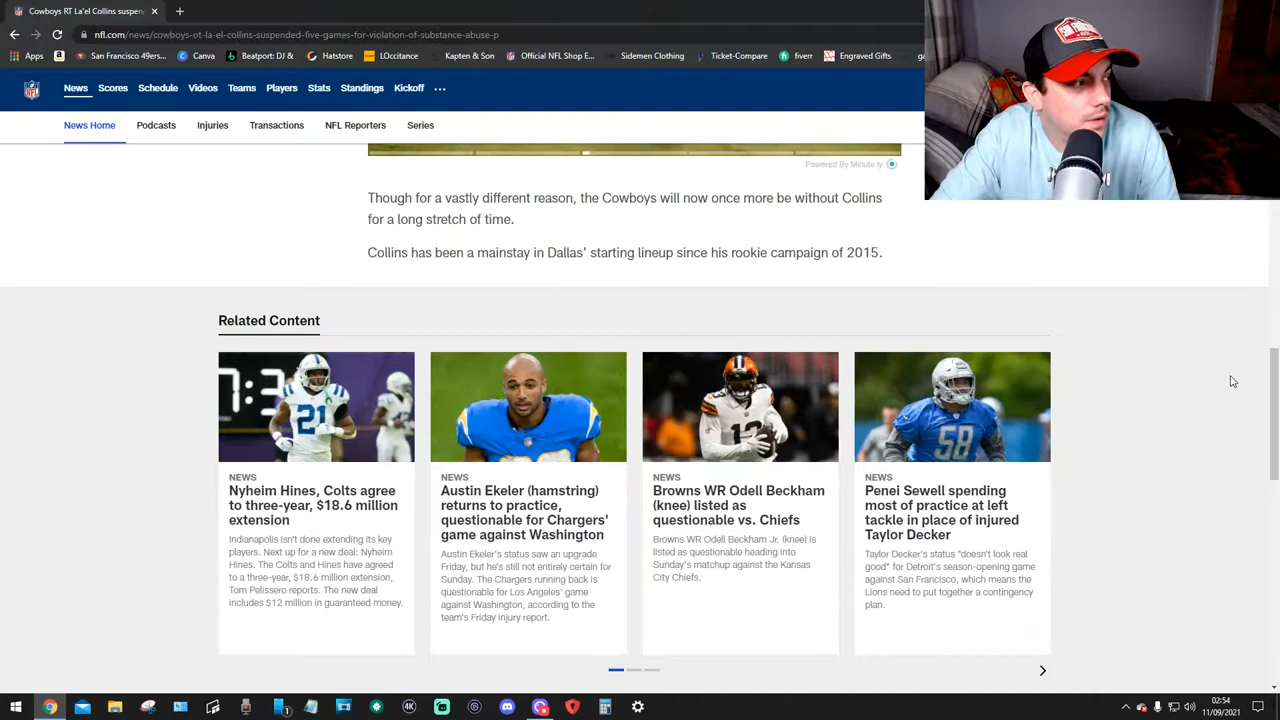 Cowboys RT La'el Collins suspen
nfl.com/news/cowboys-ot-la-el-collins-suspended-five-games-for-violation-of-substance-abuse-p
Apps
San Francisco 49ers...
Canva
Beatport: DJ &
Hatstore
LOccitance
Kapten & Son
Official NFL Shop E...
Sidemen Clothing
Ticket-Compare
fiverr
Engraved Gifts
NFL
News Scores Schedule Videos Teams Players Stats Standings Kickoff ...
News Home Podcasts Injuries Transactions NFL Reporters Series
Powered By Minute.ly
Though for a vastly different reason, the Cowboys will now once more be without Collins
for a long stretch of time.
Collins has been a mainstay in Dallas' starting lineup since his rookie campaign of 2015.
Related Content
7:3
21
NEWS
Nyheim Hines, Colts agree
to three-year, $18.6 million
extension
Indianapolis isn't done extending its key
players. Next up for a new deal: Nyheim
Hines. The Colts and Hines have agreed
to a three-year, $18.6 million extension,
Tom Pelissero reports. The new deal
includes $12 million in guaranteed money.
NEWS
Austin Ekeler (hamstring)
returns to practice,
questionable for Chargers'
game against Washington
Austin Ekeler's status saw an upgrade
Friday, but he's still not entirely certain for
Sunday. The Chargers running back is
questionable for Los Angeles' game
against Washington, according to the
team's Friday injury report.
13
NEWS
Browns WR Odell Beckham
(knee) listed as
questionable vs. Chiefs
Browns WR Odell Beckham Jr. (knee) is
listed as questionable heading into
Sunday's matchup against the Kansas
City Chiefs.
58
NEWS
Penei Sewell spending
most of practice at left
tackle in place of injured
Taylor Decker
Taylor Decker's status "doesn't look real
good" for Detroit's season-opening game
against San Francisco, which means the
Lions need to put together a contingency
plan.
4K
02:54
11/09/2021